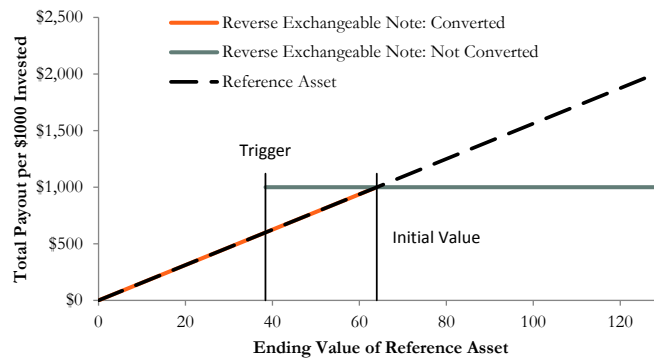 $2,500
$2,000
$1,500
$1,000
$500
$0
Total Payout per $1000 Invested
Reverse Exchangeable Note: Converted
Reverse Exchangeable Note: Not Converted
Reference Asset
Trigger
Initial Value
0 20 40 60 80 100 120
Ending Value of Reference Asset